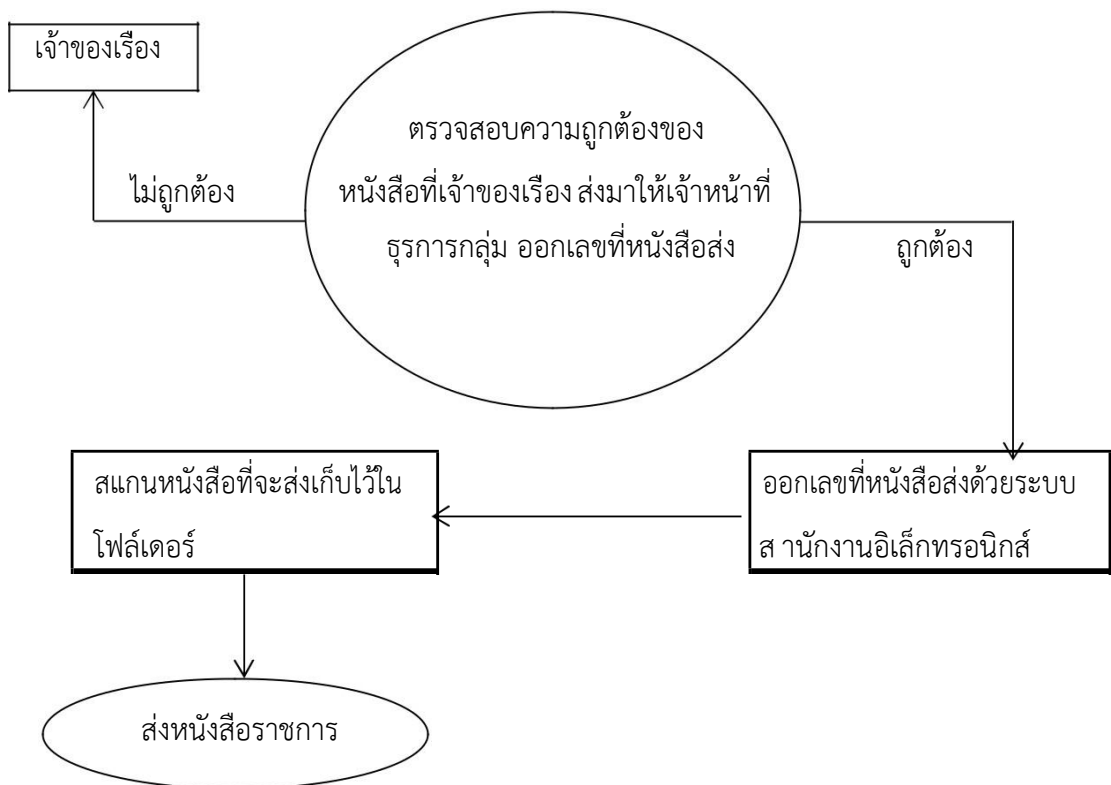 เจ้าของเรื่อง
ตรวจสอบความถูกต้องของ
หนังสือที่เจ้าของเรื่อง ส่งมาให้เจ้าหน้าที่
ธุรการกลุ่ม ออกเลขที่หนังสือส่ง
ไม่ถูกต้อง
ถูกต้อง
สแกนหนังสือที่จะส่งเก็บไว้ใน
โฟล์เดอร์
ออกเลขที่หนังสือส่งด้วยระบบ
ส านักงานอิเล็กทรอนิกส์
ส่งหนังสือราชการ